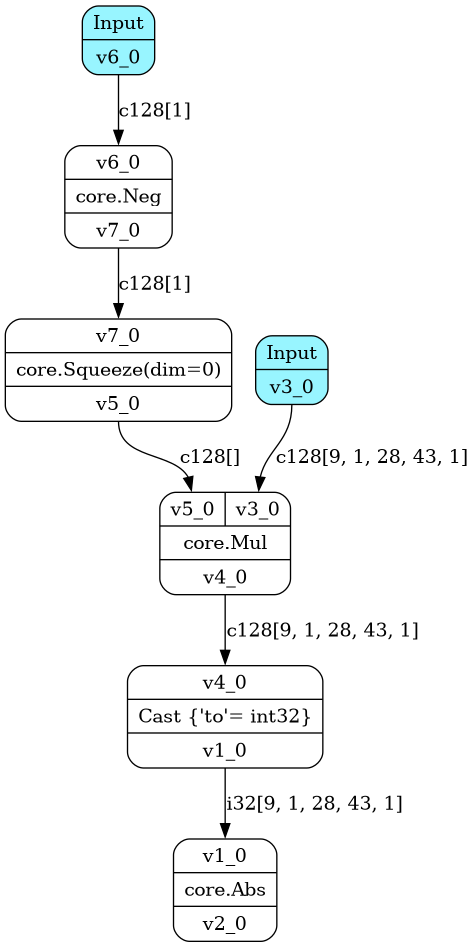 Input
v6_0
c128[1]
v6_0
core.Neg
v7_0
c128[1]
v7_0
core.Squeeze(dim=0)
v5_0
Input
v3_0
c128[]
c128[9, 1, 28, 43, 1]
v5_0 v3_0
core.Mul
v4_0
c128[9, 1, 28, 43, 1]
v4_0
Cast {'to'= int32}
v1_0
i32[9, 1, 28, 43, 1]
v1_0
core.Abs
v2_0